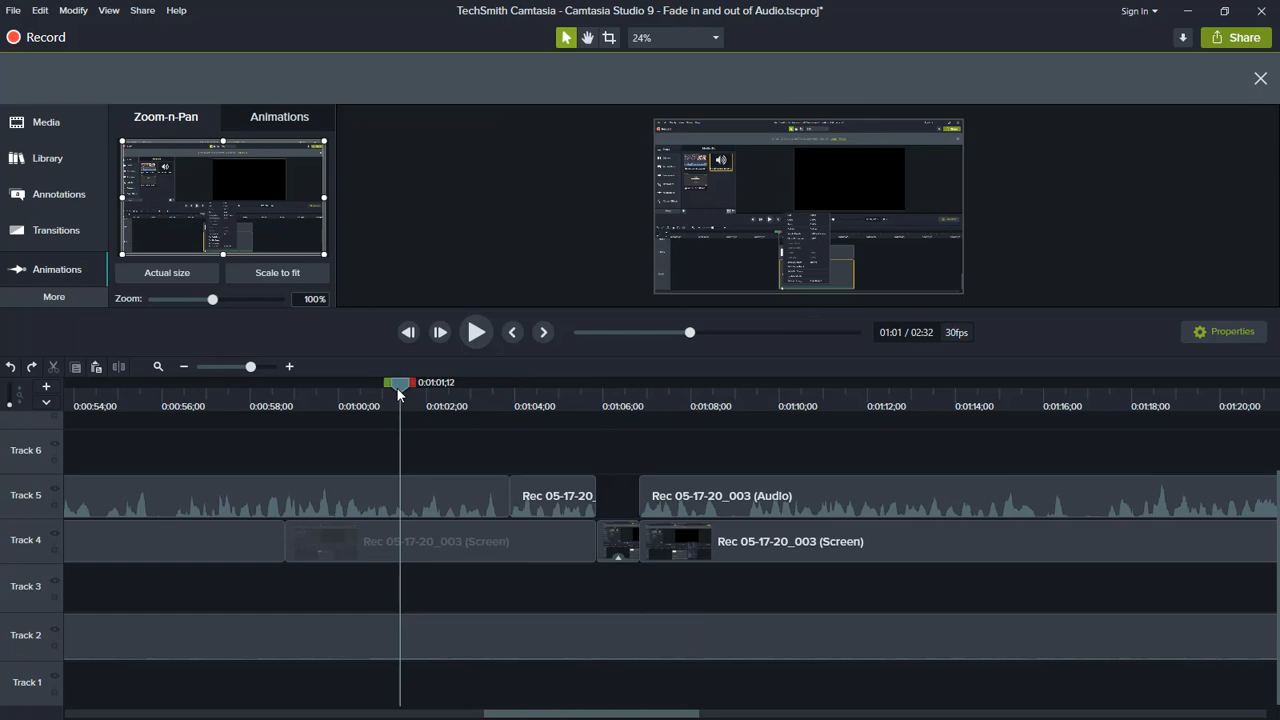 File Edit Modify View Share Help
TechSmith Camtasia - Camtasia Studio 9 - Fade in and out of Audio.tscproj*
Sign In
Record
24%
Share
Media
Library
Annotations
Transitions
Animations
More
Zoom-n-Pan Animations
Actual size Scale to fit
Zoom: 100%
01:01 / 02:32 30fps
Properties
0:01:01;12
0:00:54;00 0:00:56;00 0:00:58;00 0:01:00;00 0:01:02;00 0:01:04;00 0:01:06;00 0:01:08;00 0:01:10;00 0:01:12;00 0:01:14;00 0:01:16;00 0:01:18;00 0:01:20;00
Track 6
Track 5 Rec 05-17-20_ Rec 05-17-20_003 (Audio)
Track 4 Rec 05-17-20_003 (Screen) Rec 05-17-20_003 (Screen)
Track 3
Track 2
Track 1